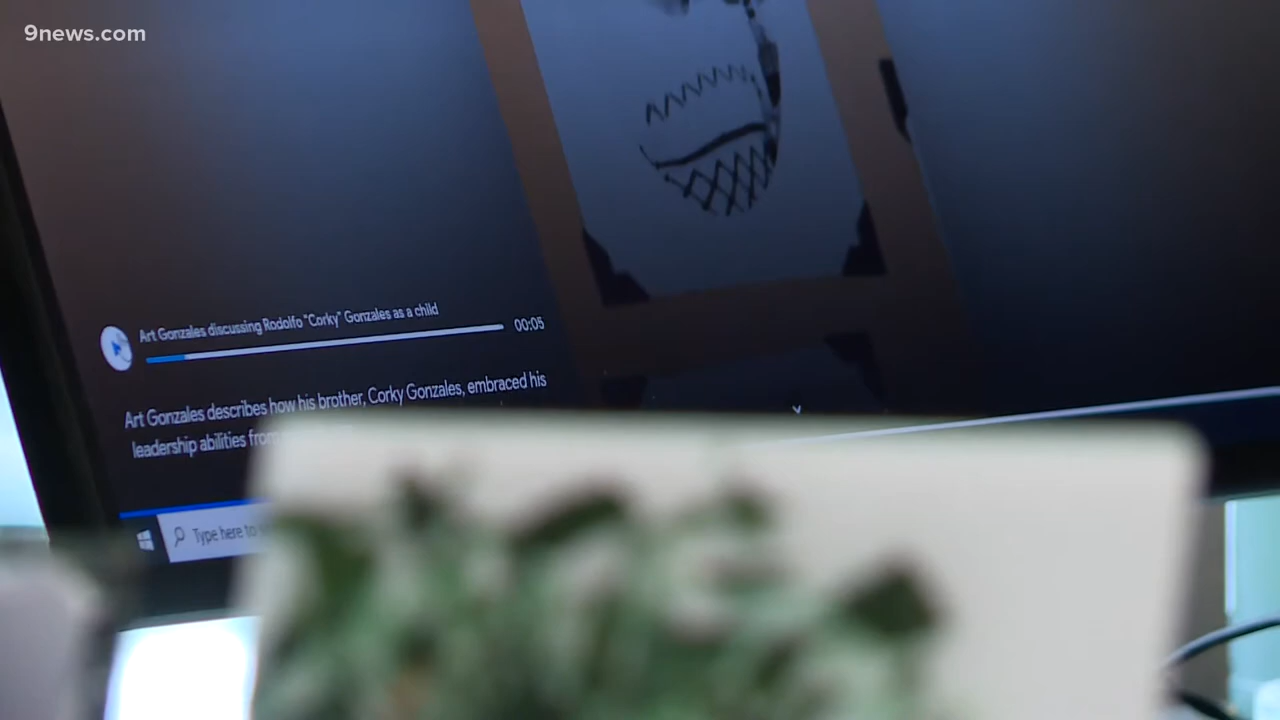 9news.com
Art Gonzales discussing Rodolfo "Corky" Gonzales as a child
00:05
Art Gonzales describes how his brother, Corky Gonzales, embraced his
leadership abilities from
Type here to